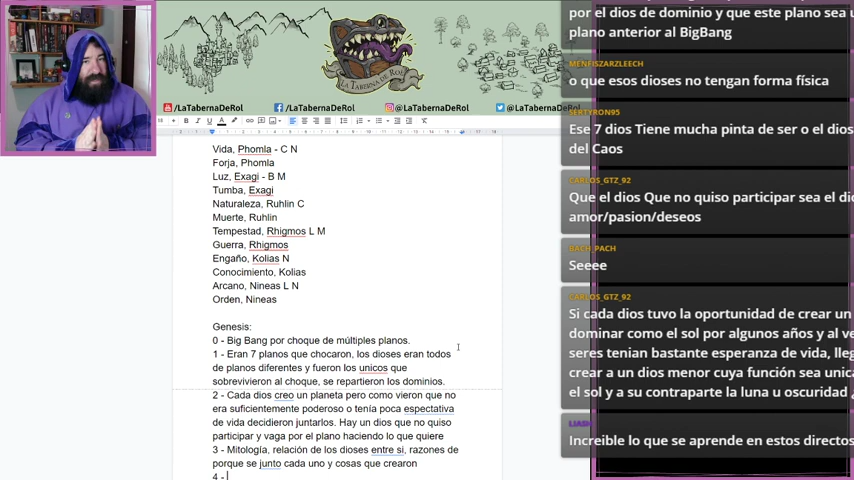 LA TABERNA DE ROL
/LaTabernaDeRol
/LaTabernaDeRol
@LaTabernaDeRol
@LaTabernaDeRol
Vida, Phomla - C N
Forja, Phomla
Luz, Exagi - B M
Tumba, Exagi
Naturaleza, Ruhlin C
Muerte, Ruhlin
Tempestad, Rhigmos L M
Guerra, Rhigmos
Engaño, Kolias N
Conocimiento, Kolias
Arcano, Nineas L N
Orden, Nineas
Genesis:
0 - Big Bang por choque de múltiples planos.
1 - Eran 7 planos que chocaron, los dioses eran todos
de planos diferentes y fueron los unicos que
sobrevivieron al choque, se repartieron los dominios.
2 - Cada dios creo un planeta pero como vieron que no
era suficientemente poderoso o tenía poca espectativa
de vida decidieron juntarlos. Hay un dios que no quiso
participar y vaga por el plano haciendo lo que quiere
3 - Mitología, relación de los dioses entre si, razones de
porque se junto cada uno y cosas que crearon
4 -
por el dios de dominio y que este plano sea u
plano anterior al BigBang
MENFISZARZLEECH
o que esos dioses no tengan forma física
SERTYRON95
Ese 7 dios Tiene mucha pinta de ser o el dios
del Caos
CARLOS_GTZ_92
Que el dios Que no quiso participar sea el dio
amor/pasion/deseos
BACH_PACH
Seeee
CARLOS_GTZ_92
Si cada dios tuvo la oportunidad de crear un
dominar como el sol por algunos años y al ve
seres tenian bastante esperanza de vida, lleg
crear a un dios menor cuya función sea unica
el sol y a su contraparte la luna u oscuridad ¿
Increible lo que se aprende en estos directos